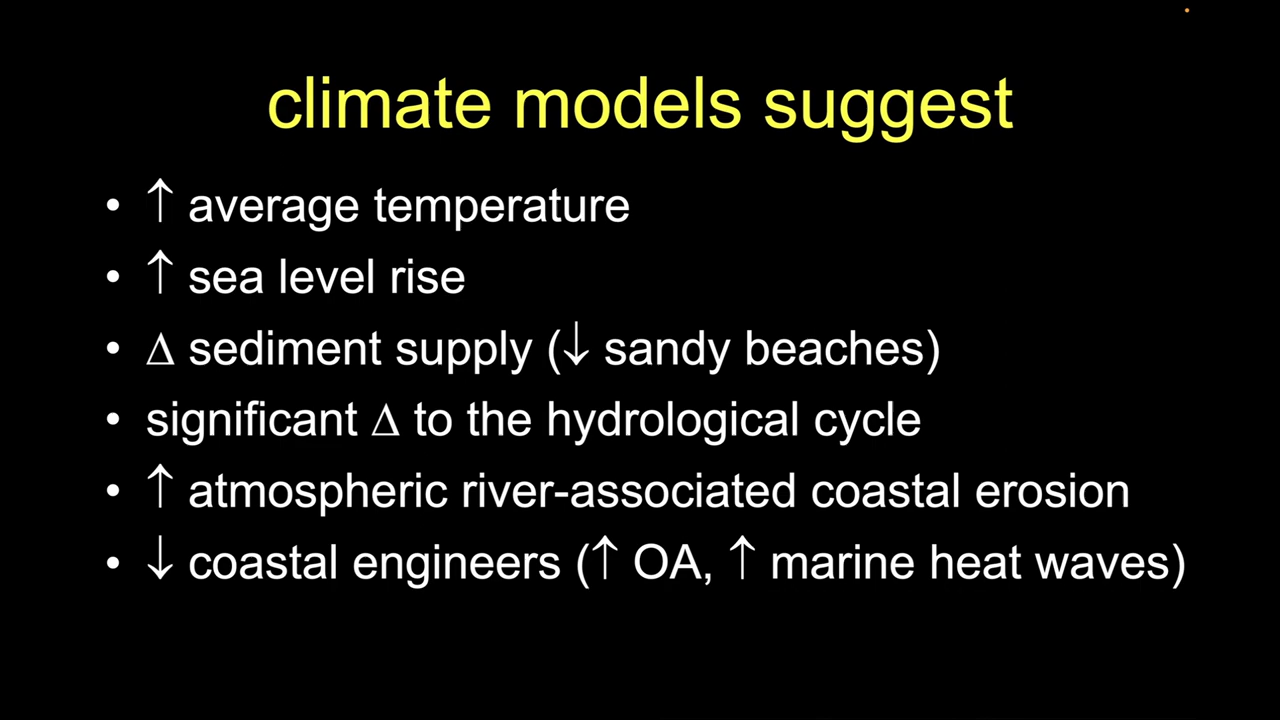 climate models suggest
• ↑ average temperature
• ↑ sea level rise
• Δ sediment supply (↓ sandy beaches)
• significant Δ to the hydrological cycle
• ↑ atmospheric river-associated coastal erosion
• ↓ coastal engineers (↑ OA, ↑ marine heat waves)